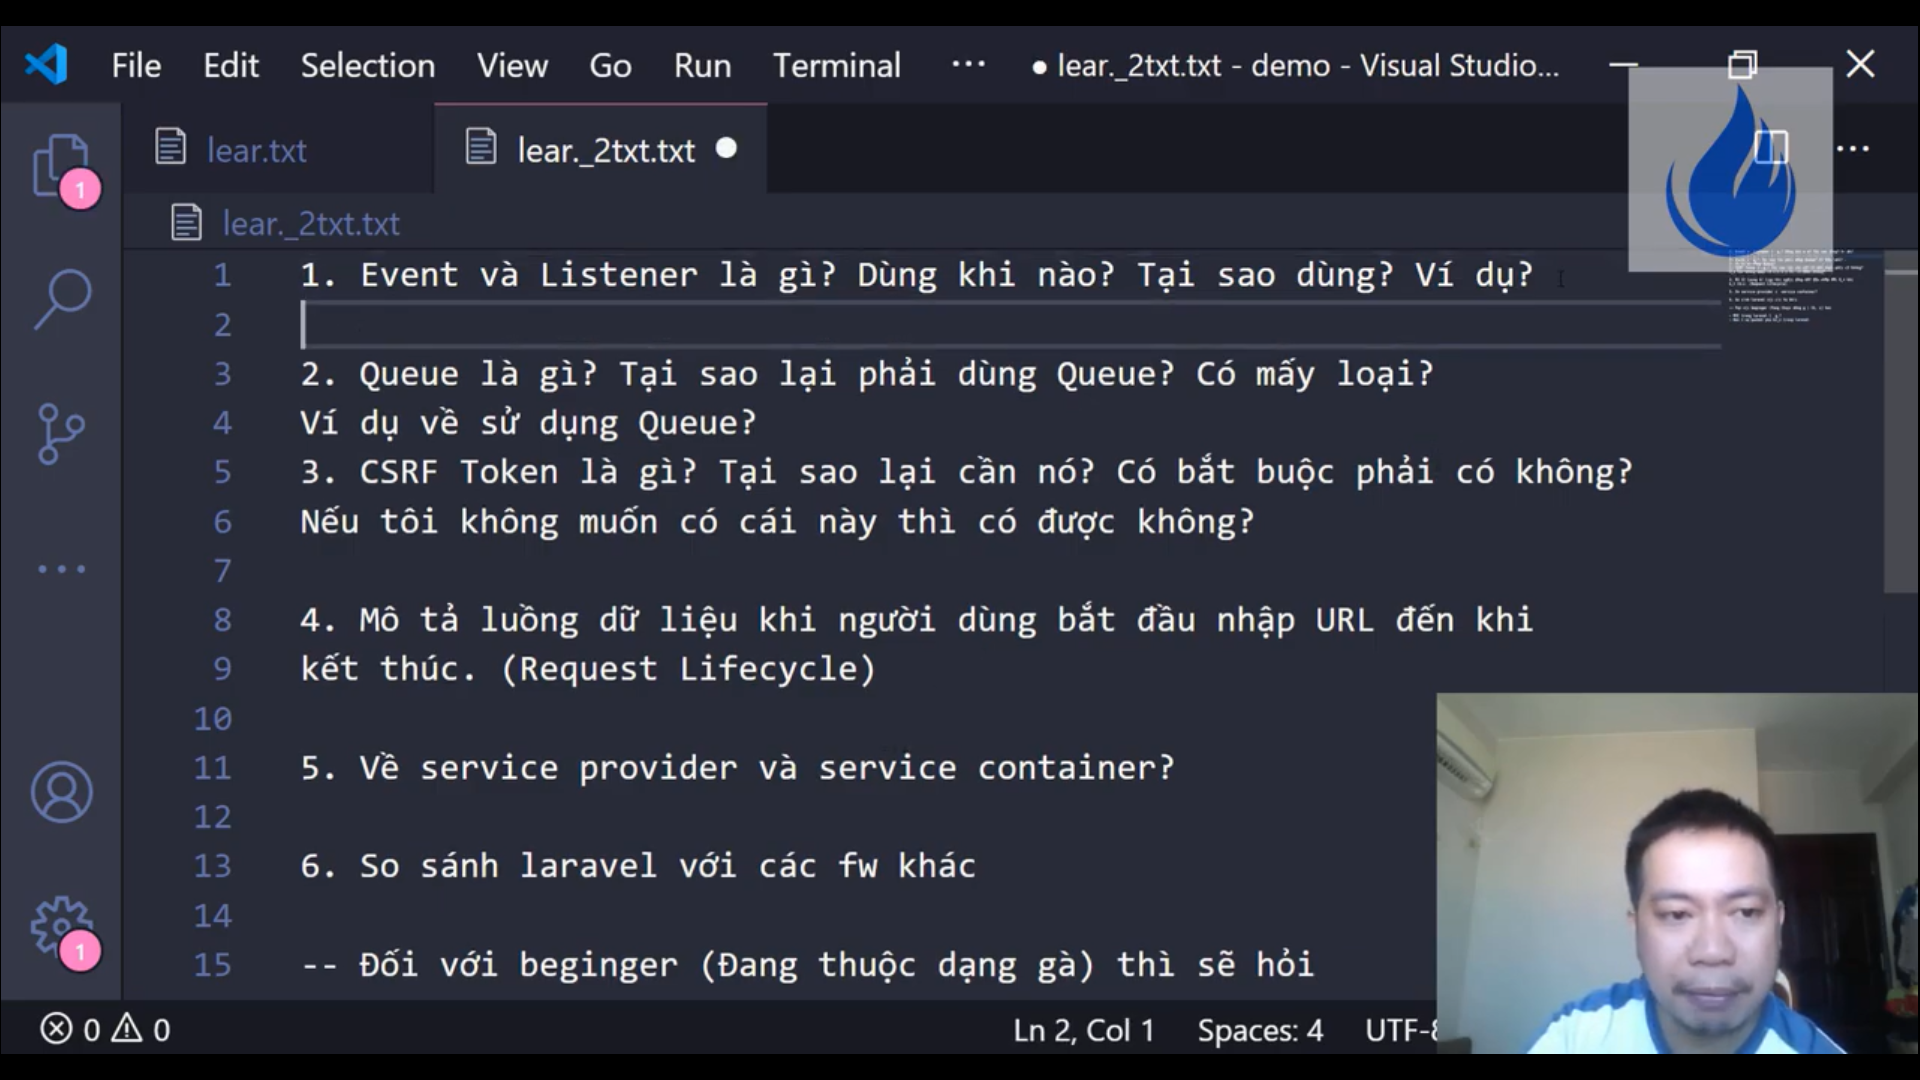 File Edit Selection View Go Run Terminal ··· ● lear._2txt.txt - demo - Visual Studio...
lear.txt lear._2txt.txt
lear._2txt.txt
1 1. Event và Listener là gì? Dùng khi nào? Tại sao dùng? Ví dụ?
2
3 2. Queue là gì? Tại sao lại phải dùng Queue? Có mấy loại?
4 Ví dụ về sử dụng Queue?
5 3. CSRF Token là gì? Tại sao lại cần nó? Có bắt buộc phải có không?
6 Nếu tôi không muốn có cái này thì có được không?
7
8 4. Mô tả luồng dữ liệu khi người dùng bắt đầu nhập URL đến khi
9 kết thúc. (Request Lifecycle)
10
11 5. Về service provider và service container?
12
13 6. So sánh laravel với các fw khác
14
15 -- Đối với beginger (Đang thuộc dạng gà) thì sẽ hỏi
1
1
0 0 Ln 2, Col 1 Spaces: 4